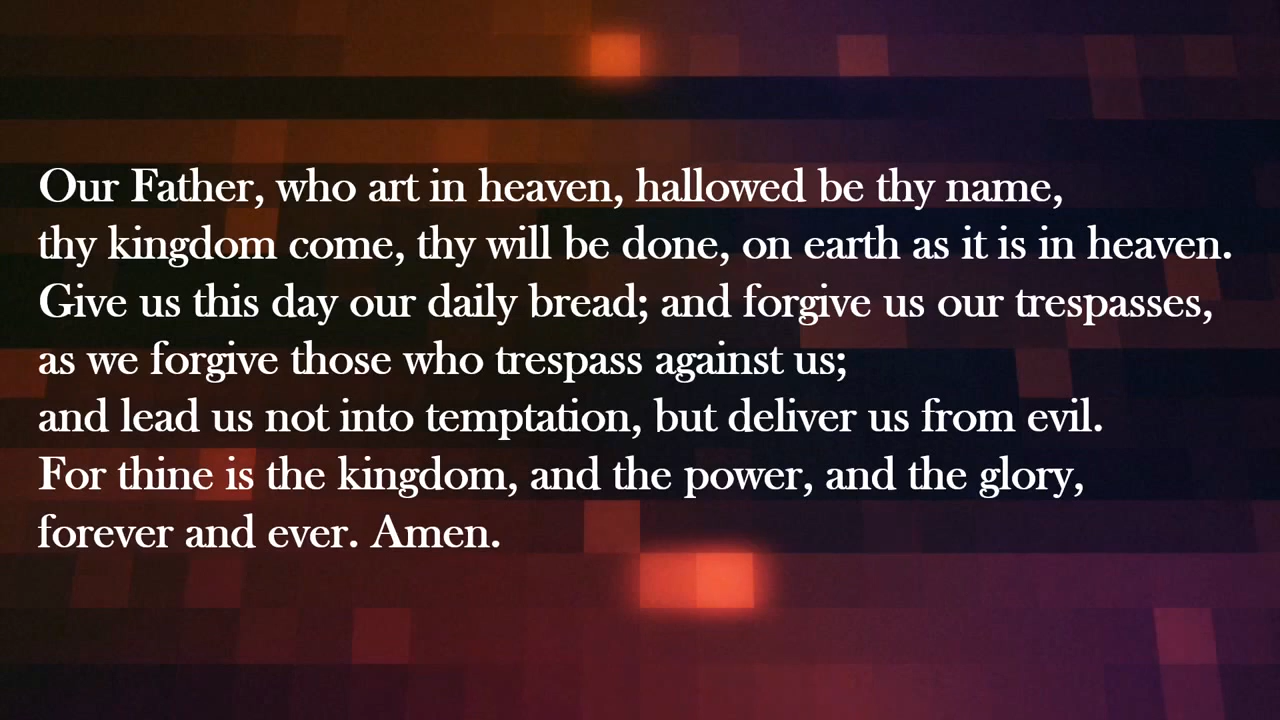 Our Father, who art in heaven, hallowed be thy name,
thy kingdom come, thy will be done, on earth as it is in heaven.
Give us this day our daily bread; and forgive us our trespasses,
as we forgive those who trespass against us;
and lead us not into temptation, but deliver us from evil.
For thine is the kingdom, and the power, and the glory,
forever and ever. Amen.